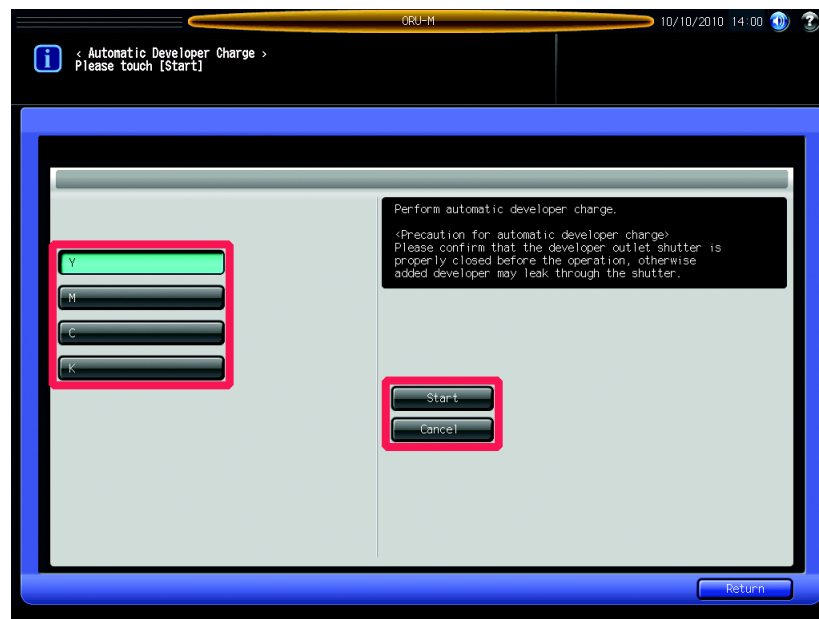 ORU-M
10/10/2010 14:00
i < Automatic Developer Charge >
Please touch [Start]
Perform automatic developer charge.
<Precaution for automatic developer charge>
Please confirm that the developer outlet shutter is
properly closed before the operation, otherwise
added developer may leak through the shutter.
Y
M
C
K
Start
Cancel
Return